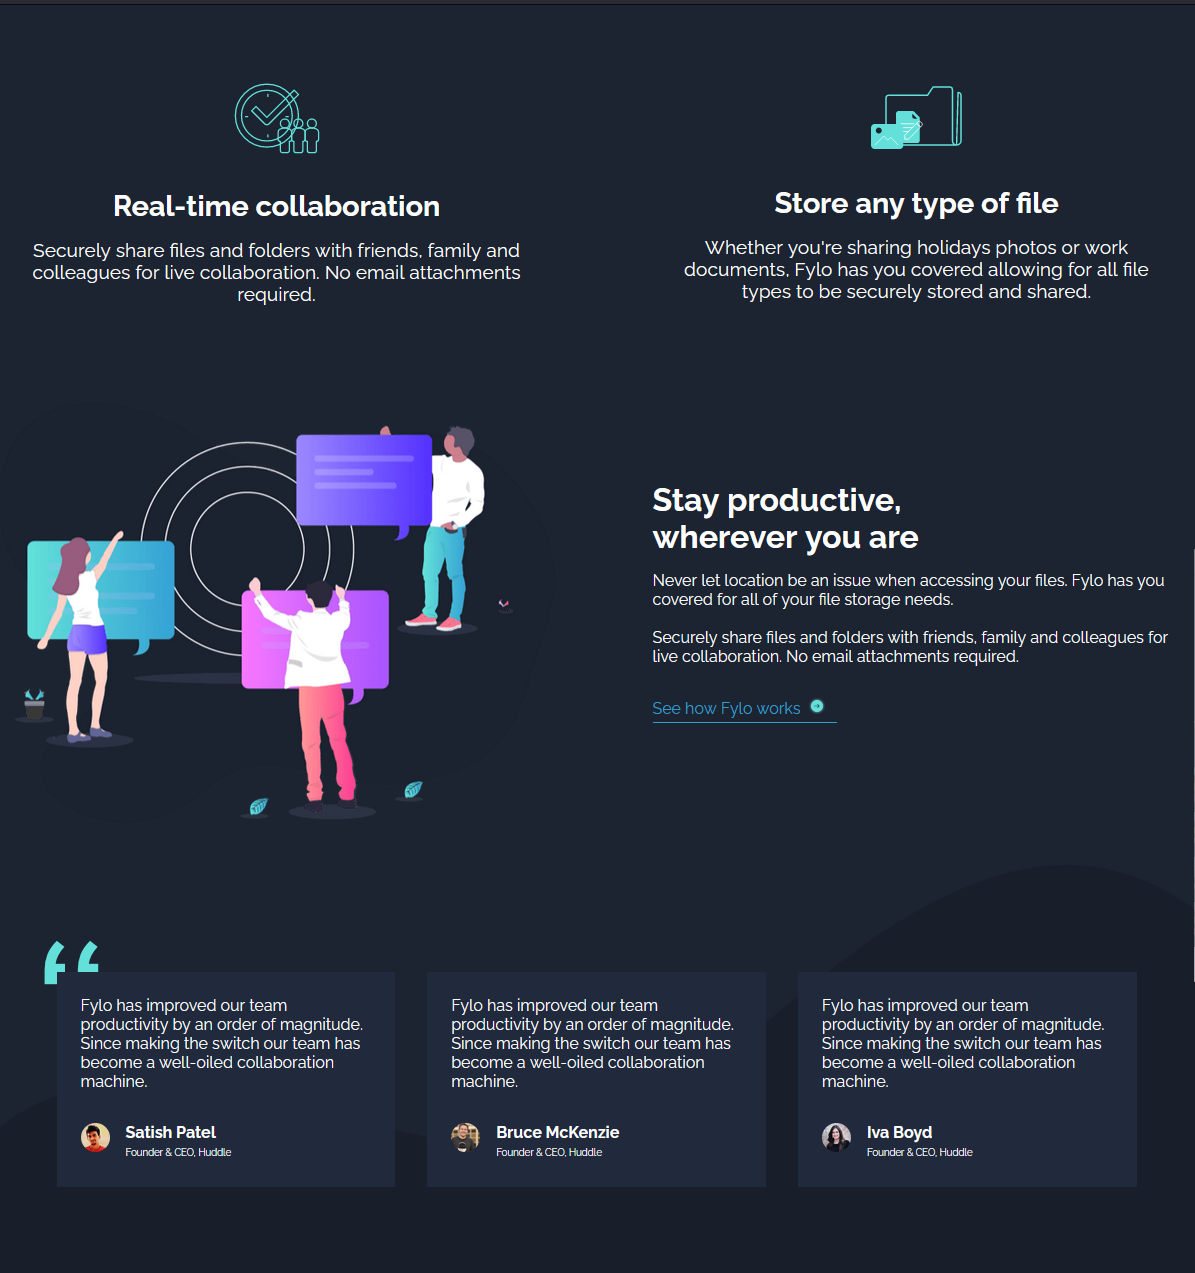 Real-time collaboration
Securely share files and folders with friends, family and
colleagues for live collaboration. No email attachments
required.
Store any type of file
Whether you're sharing holidays photos or work
documents, Fylo has you covered allowing for all file
types to be securely stored and shared.
Stay productive,
wherever you are
Never let location be an issue when accessing your files. Fylo has you
covered for all of your file storage needs.
Securely share files and folders with friends, family and colleagues for
live collaboration. No email attachments required.
See how Fylo works
“
Fylo has improved our team
productivity by an order of magnitude.
Since making the switch our team has
become a well-oiled collaboration
machine.
Satish Patel
Founder & CEO, Huddle
Fylo has improved our team
productivity by an order of magnitude.
Since making the switch our team has
become a well-oiled collaboration
machine.
Bruce McKenzie
Founder & CEO, Huddle
Fylo has improved our team
productivity by an order of magnitude.
Since making the switch our team has
become a well-oiled collaboration
machine.
Iva Boyd
Founder & CEO, Huddle